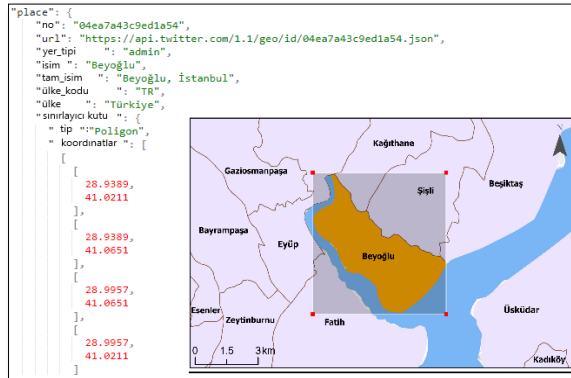 "place": {
"no": "04ea7a43c9ed1a54",
"url": "https://api.twitter.com/1.1/geo/id/04ea7a43c9ed1a54.json",
"yer_tipi ": "admin",
"isim ": "Beyoğlu",
"tam_isim ": "Beyoğlu, İstanbul",
"ülke_kodu ": "TR",
"ülke ": "Türkiye",
"sınırlayıcı kutu ": {
" tip ":"Poligon",
" koordınatlar ": [
[
28.9389,
41.0211
],
[
28.9389,
41.0651
],
[
28.9957,
41.0651
],
[
28.9957,
41.0211
]
Kağıthane
Gaziosmanpaşa
Şişli
Beşiktaş
Bayrampaşa
Eyüp
Beyoğlu
Esenler
Zeytinburnu
Fatih
Üsküdar
Kadıköy
0 1.5 3km